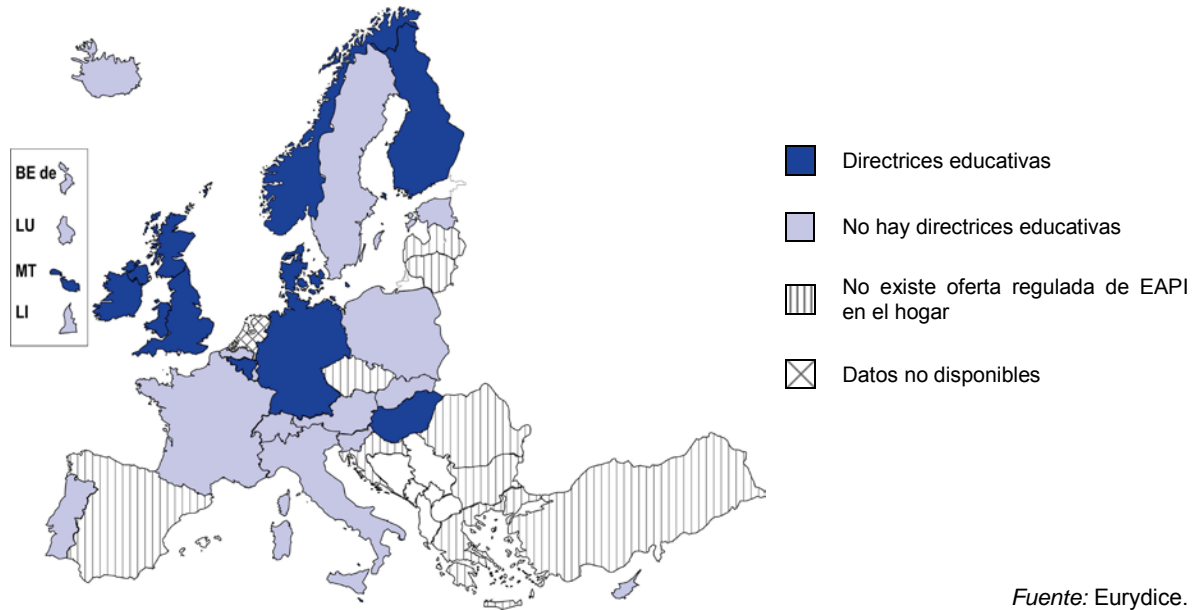 BE de
LU
MT
LI
Directrices educativas
No hay directrices educativas
No existe oferta regulada de EAPI
en el hogar
Datos no disponibles
Fuente: Eurydice.